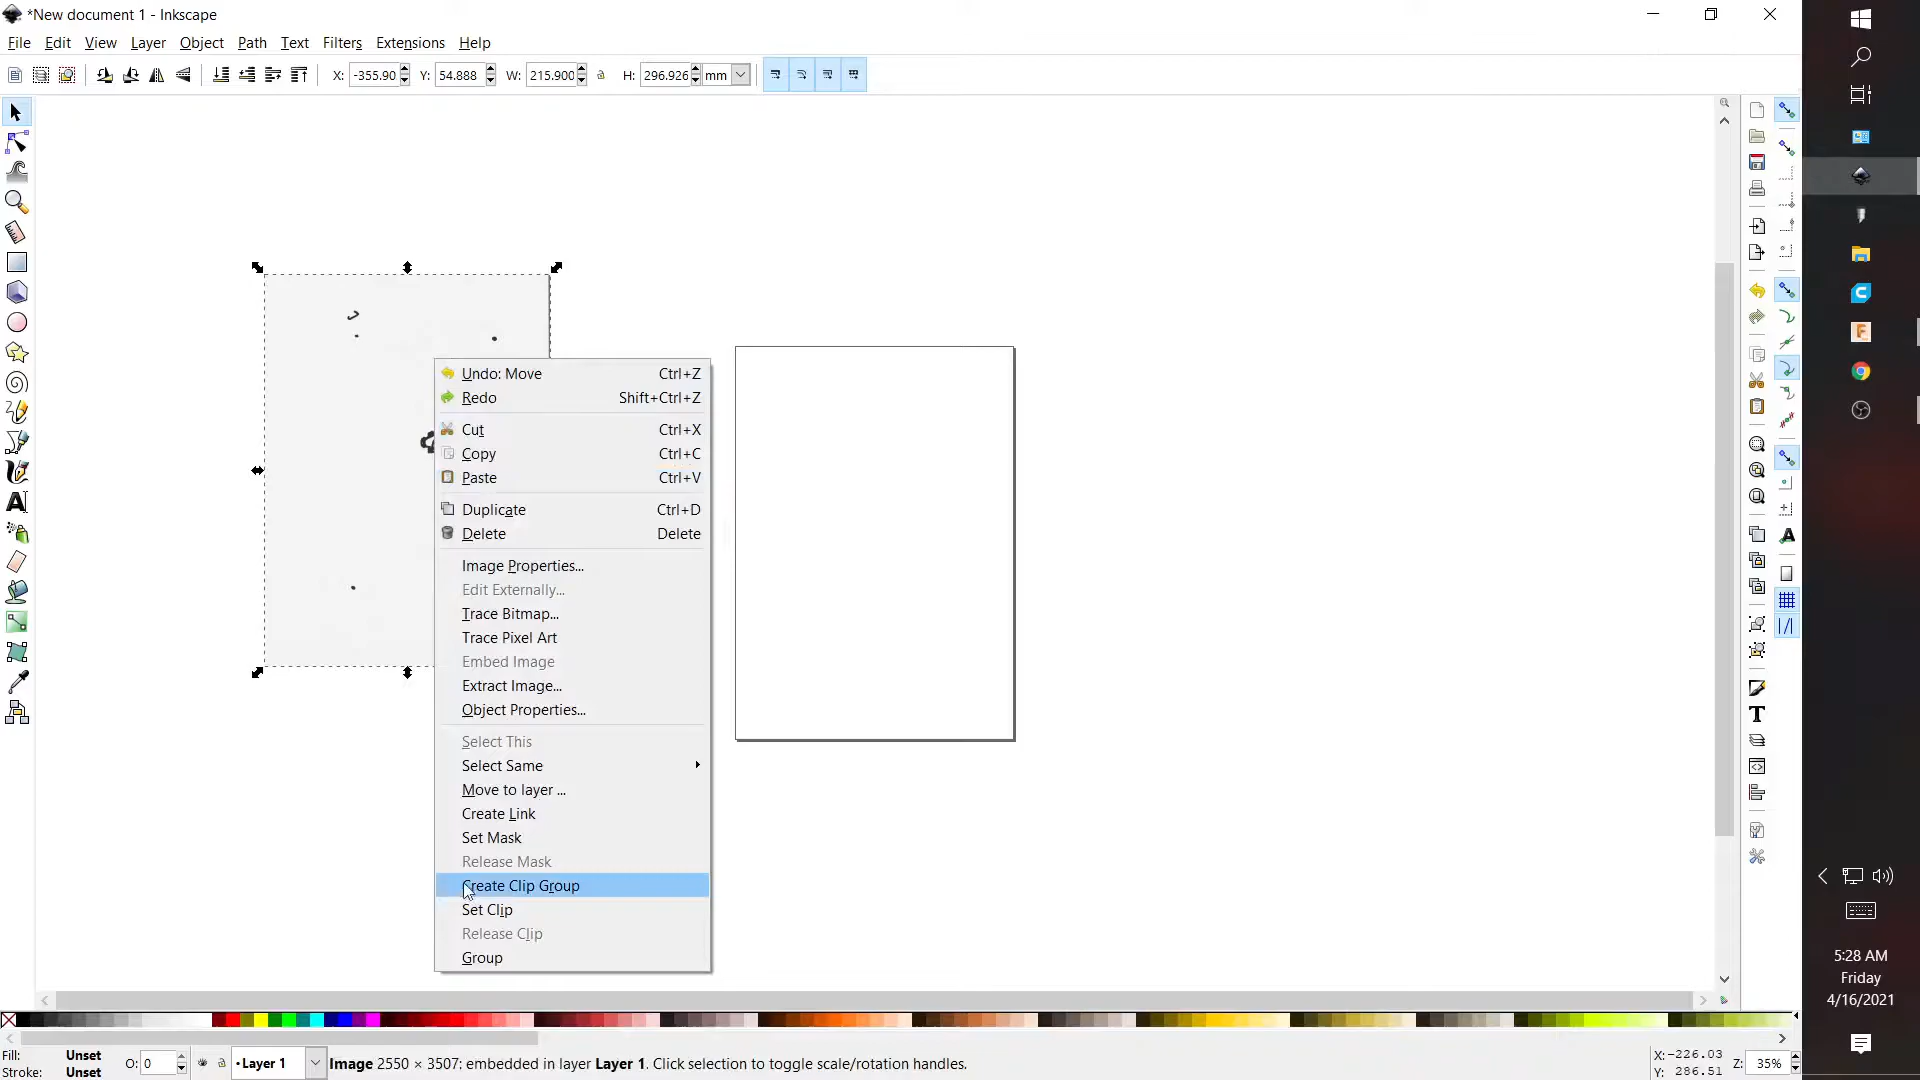 *New document 1 - Inkscape
File Edit View Layer Object Path Text Filters Extensions Help
X: -355.90 Y: 54.888 W: 215.900 H: 296.926 mm
Undo: Move Ctrl+Z
Redo Shift+Ctrl+Z
Cut Ctrl+X
Copy Ctrl+C
Paste Ctrl+V
Duplicate Ctrl+D
Delete Delete
Image Properties...
Edit Externally...
Trace Bitmap...
Trace Pixel Art
Embed Image
Extract Image...
Object Properties...
Select This
Select Same
Move to layer ...
Create Link
Set Mask
Release Mask
Create Clip Group
Set Clip
Release Clip
Group
5:28 AM
Friday
4/16/2021
Fill: Unset
Stroke: Unset
O: 0
•Layer 1
Image 2550 × 3507: embedded in layer Layer 1. Click selection to toggle scale/rotation handles.
X:-226.03
Y: 286.51
Z: 35%